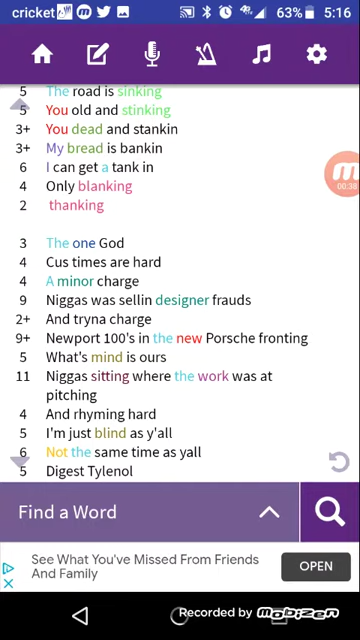 cricket 63% 5:16
5 The road is sinking
5 You old and stinking
3+ You dead and stankin
3+ My bread is bankin
6 I can get a tank in
4 Only blanking
2 thanking
00:38
3 The one God
4 Cus times are hard
4 A minor charge
9 Niggas was sellin designer frauds
2+ And tryna charge
9+ Newport 100's in the new Porsche fronting
5 What's mind is ours
11 Niggas sitting where the work was at
pitching
4 And rhyming hard
5 I'm just blind as y'all
6 Not the same time as yall
5 Digest Tylenol
Find a Word
See What You've Missed From Friends
And Family
OPEN
Recorded by mobizen